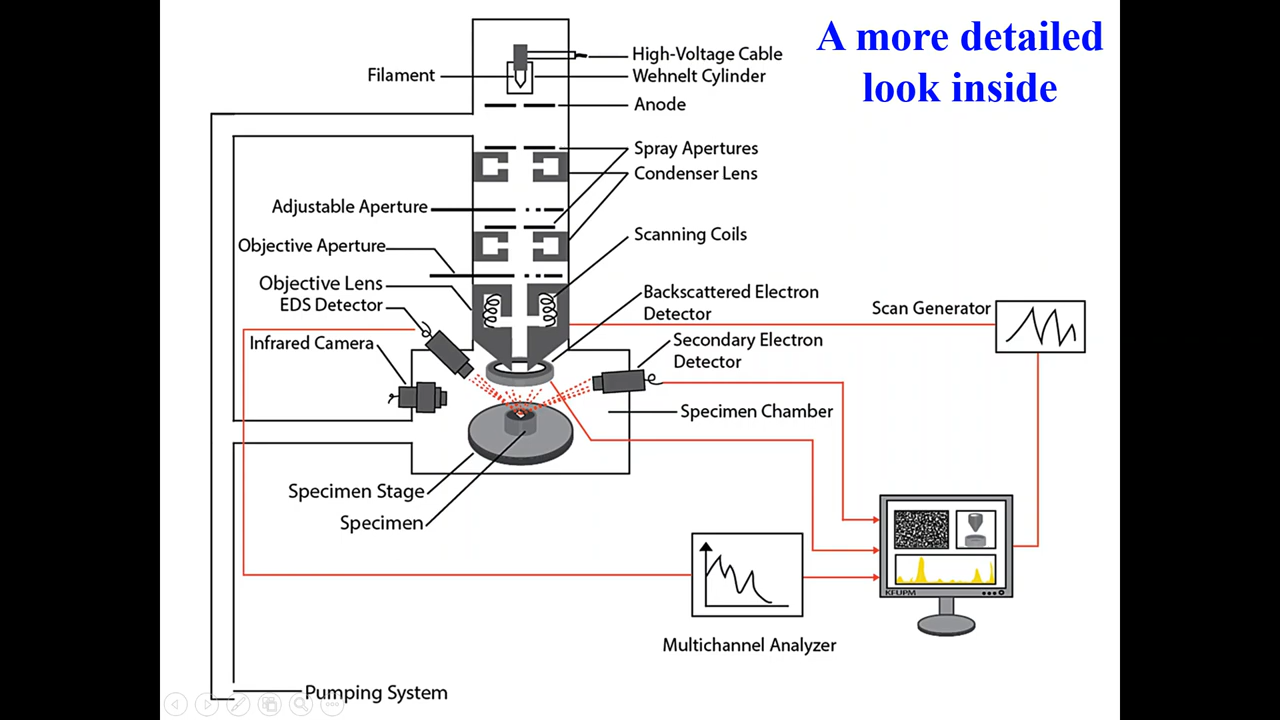 A more detailed
look inside
High-Voltage Cable
Filament
Wehnelt Cylinder
Anode
Spray Apertures
Condenser Lens
Adjustable Aperture
Scanning Coils
Objective Aperture
Objective Lens
EDS Detector
Backscattered Electron
Detector
Scan Generator
Infrared Camera
Secondary Electron
Detector
Specimen Chamber
Specimen Stage
Specimen
KFUPM
Multichannel Analyzer
Pumping System